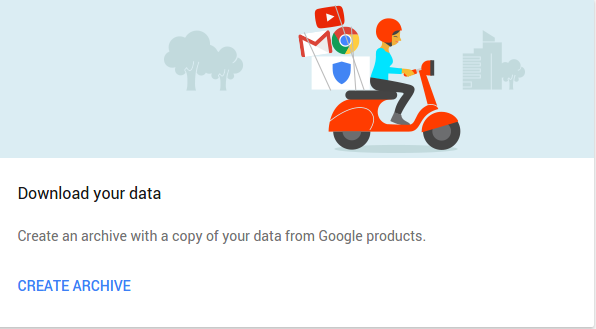 Download your data
Create an archive with a copy of your data from Google products.
CREATE ARCHIVE